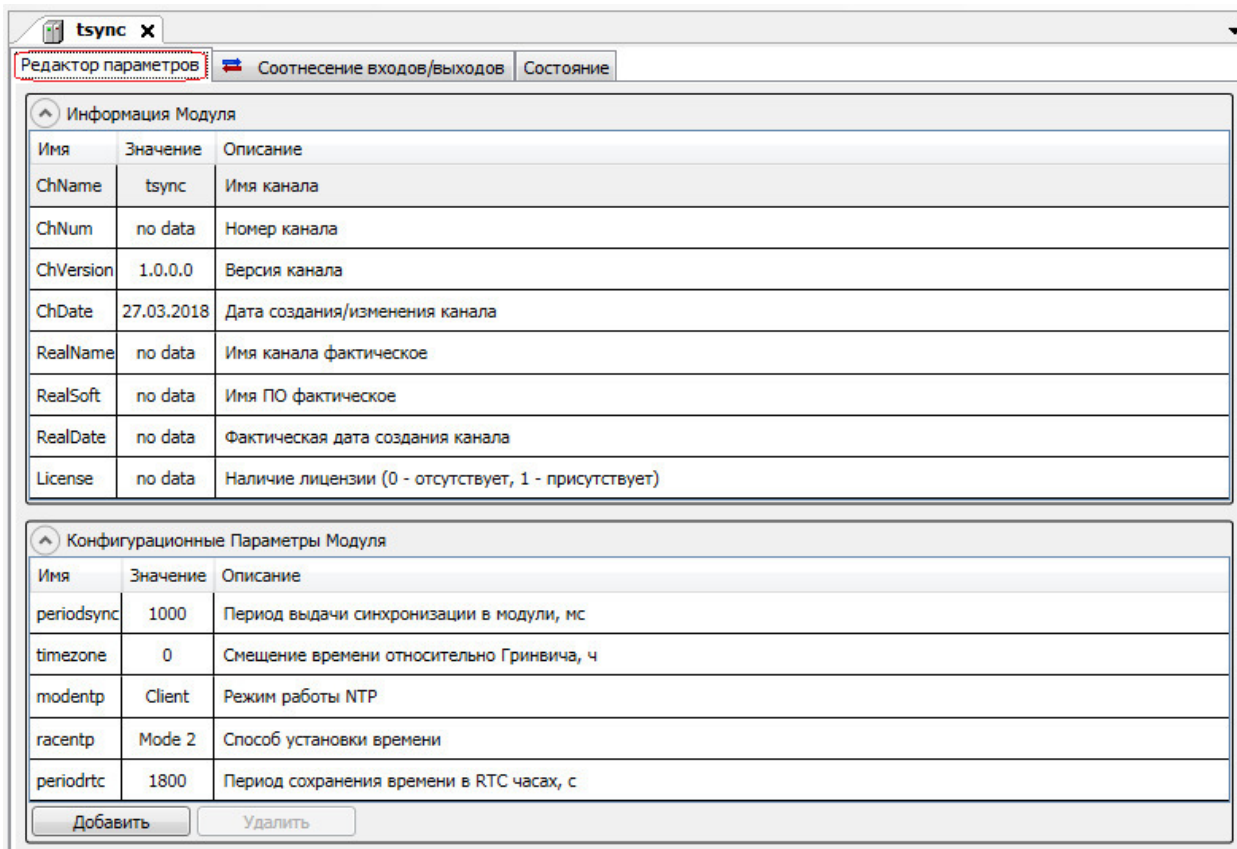 tsync
Редактор параметров Соотнесение входов/выходов Состояние
Информация Модуля
Имя Значение Описание
ChName tsync Имя канала
ChNum no data Номер канала
ChVersion 1.0.0.0 Версия канала
ChDate 27.03.2018 Дата создания/изменения канала
RealName no data Имя канала фактическое
RealSoft no data Имя ПО фактическое
RealDate no data Фактическая дата создания канала
License no data Наличие лицензии (0 - отсутствует, 1 - присутствует)
Конфигурационные Параметры Модуля
Имя Значение Описание
periodsync 1000 Период выдачи синхронизации в модули, мс
timezone 0 Смещение времени относительно Гринвича, ч
modentp Client Режим работы NTP
racentp Mode 2 Способ установки времени
periodrtc 1800 Период сохранения времени в RTC часах, с
Добавить Удалить